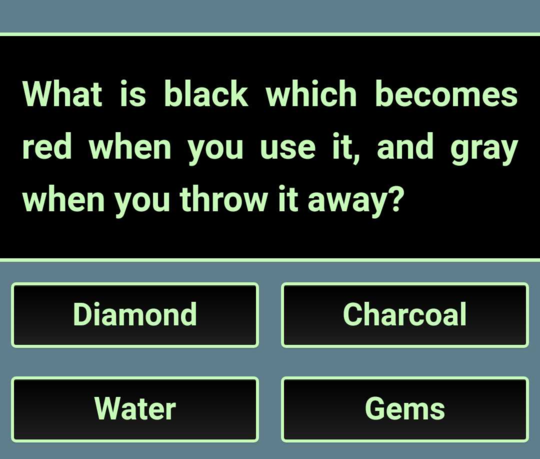 What is black which becomes
red when you use it, and gray
when you throw it away?
Diamond
Charcoal
Water
Gems